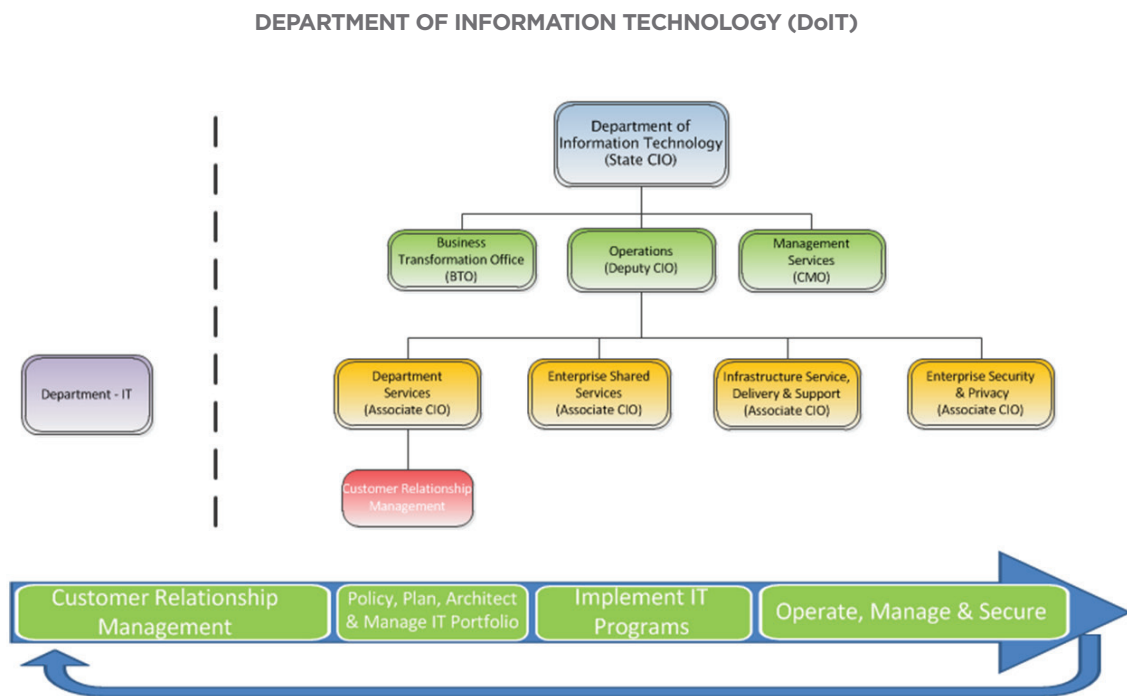 DEPARTMENT OF INFORMATION TECHNOLOGY (DoIT)
Department of
Information Technology
(State CIO)
Business
Transformation Office
(BTO)
Operations
(Deputy CIO)
Management
Services
(CMO)
Department - IT
Department
Services
(Associate CIO)
Enterprise Shared
Services
(Associate CIO)
Infrastructure Service,
Delivery & Support
(Associate CIO)
Enterprise Security
& Privacy
(Associate CIO)
Customer Relationship
Management
Customer Relationship
Management
Policy, Plan, Architect
& Manage IT Portfolio
Implement IT
Programs
Operate, Manage & Secure